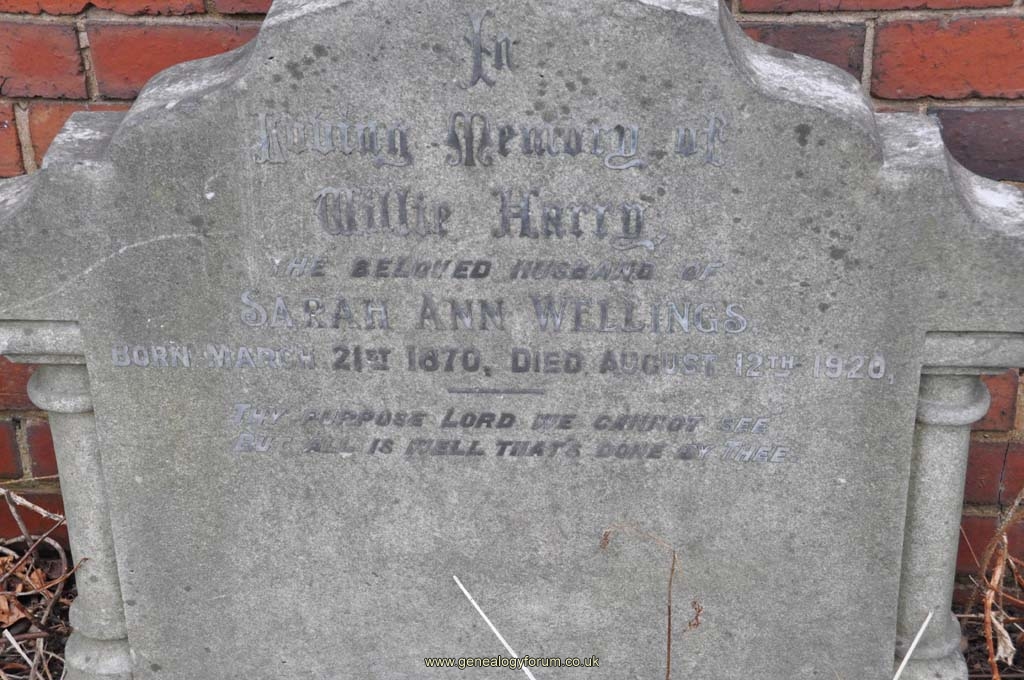 In
Loving Memory of
Willie Harry,
THE BELOVED HUSBAND OF
SARAH ANN WELLINGS,
BORN MARCH 21ST 1870, DIED AUGUST 12TH 1920,
THY PURPOSE LORD WE CANNOT SEE
BUT ALL IS WELL THAT'S DONE BY THEE.
www.genealogyforum.co.uk